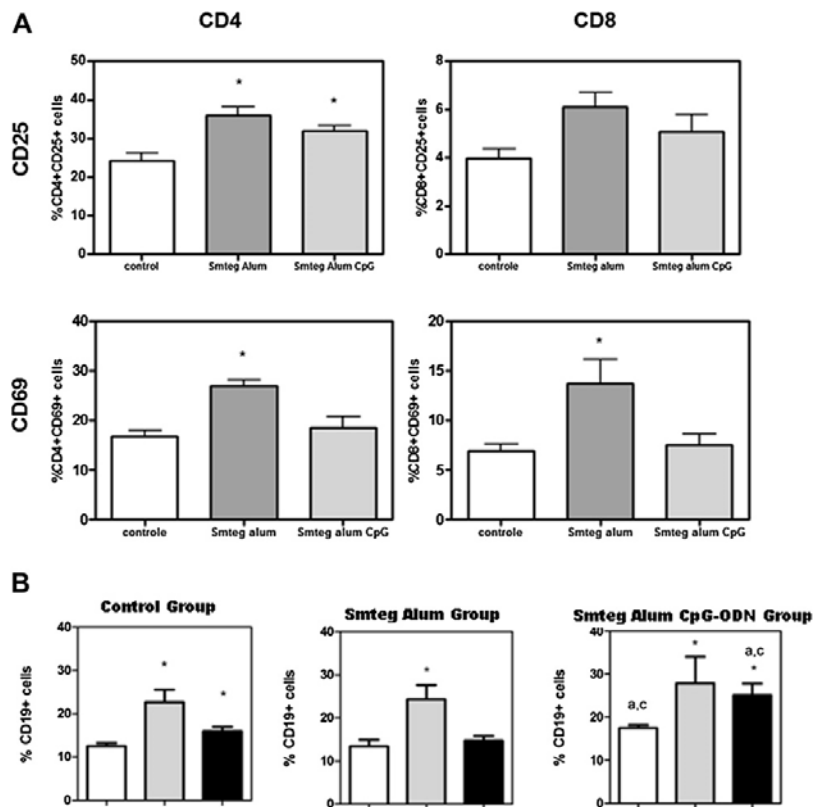 A
CD4
CD8
CD25
%CD4+CD25+ cells
50
40
30
20
10
0
*
*
control
Smteg Alum
Smteg Alum CpG
%CD8+CD25+cells
8
6
4
2
0
controle
Smteg alum
Smteg alum CpG
CD69
%CD4+CD69+ cells
40
30
20
10
0
*
controle
Smteg alum
Smteg alum CpG
%CD8+CD69+ cells
20
15
10
5
0
*
controle
Smteg alum
Smteg alum CpG
B
Control Group
% CD19+ cells
40
30
20
10
0
*
*
Smteg Alum Group
% CD19+ cells
40
30
20
10
0
*
Smteg Alum CpG-ODN Group
% CD19+ cells
40
30
20
10
0
a,c
*
a,c
*